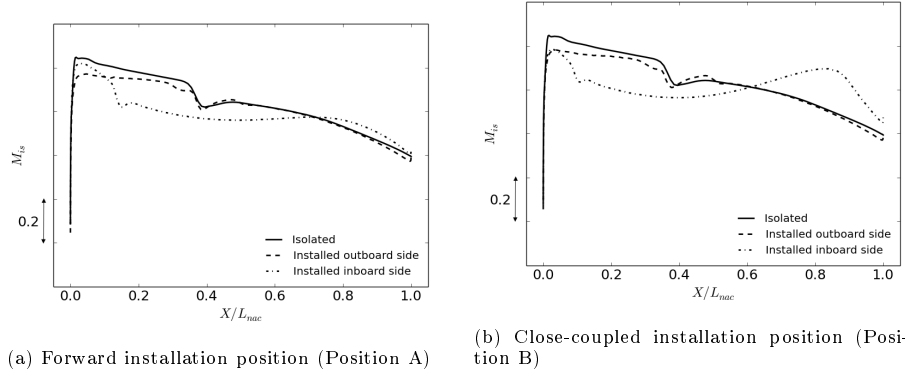 M_is
0.2
Isolated
Installed outboard side
Installed inboard side
0.0 0.2 0.4 0.6 0.8 1.0
X/L_nac
(a) Forward installation position (Position A)
M_is
0.2
Isolated
Installed outboard side
Installed inboard side
0.0 0.2 0.4 0.6 0.8 1.0
X/L_nac
(b) Close-coupled installation position (Posi-
tion B)